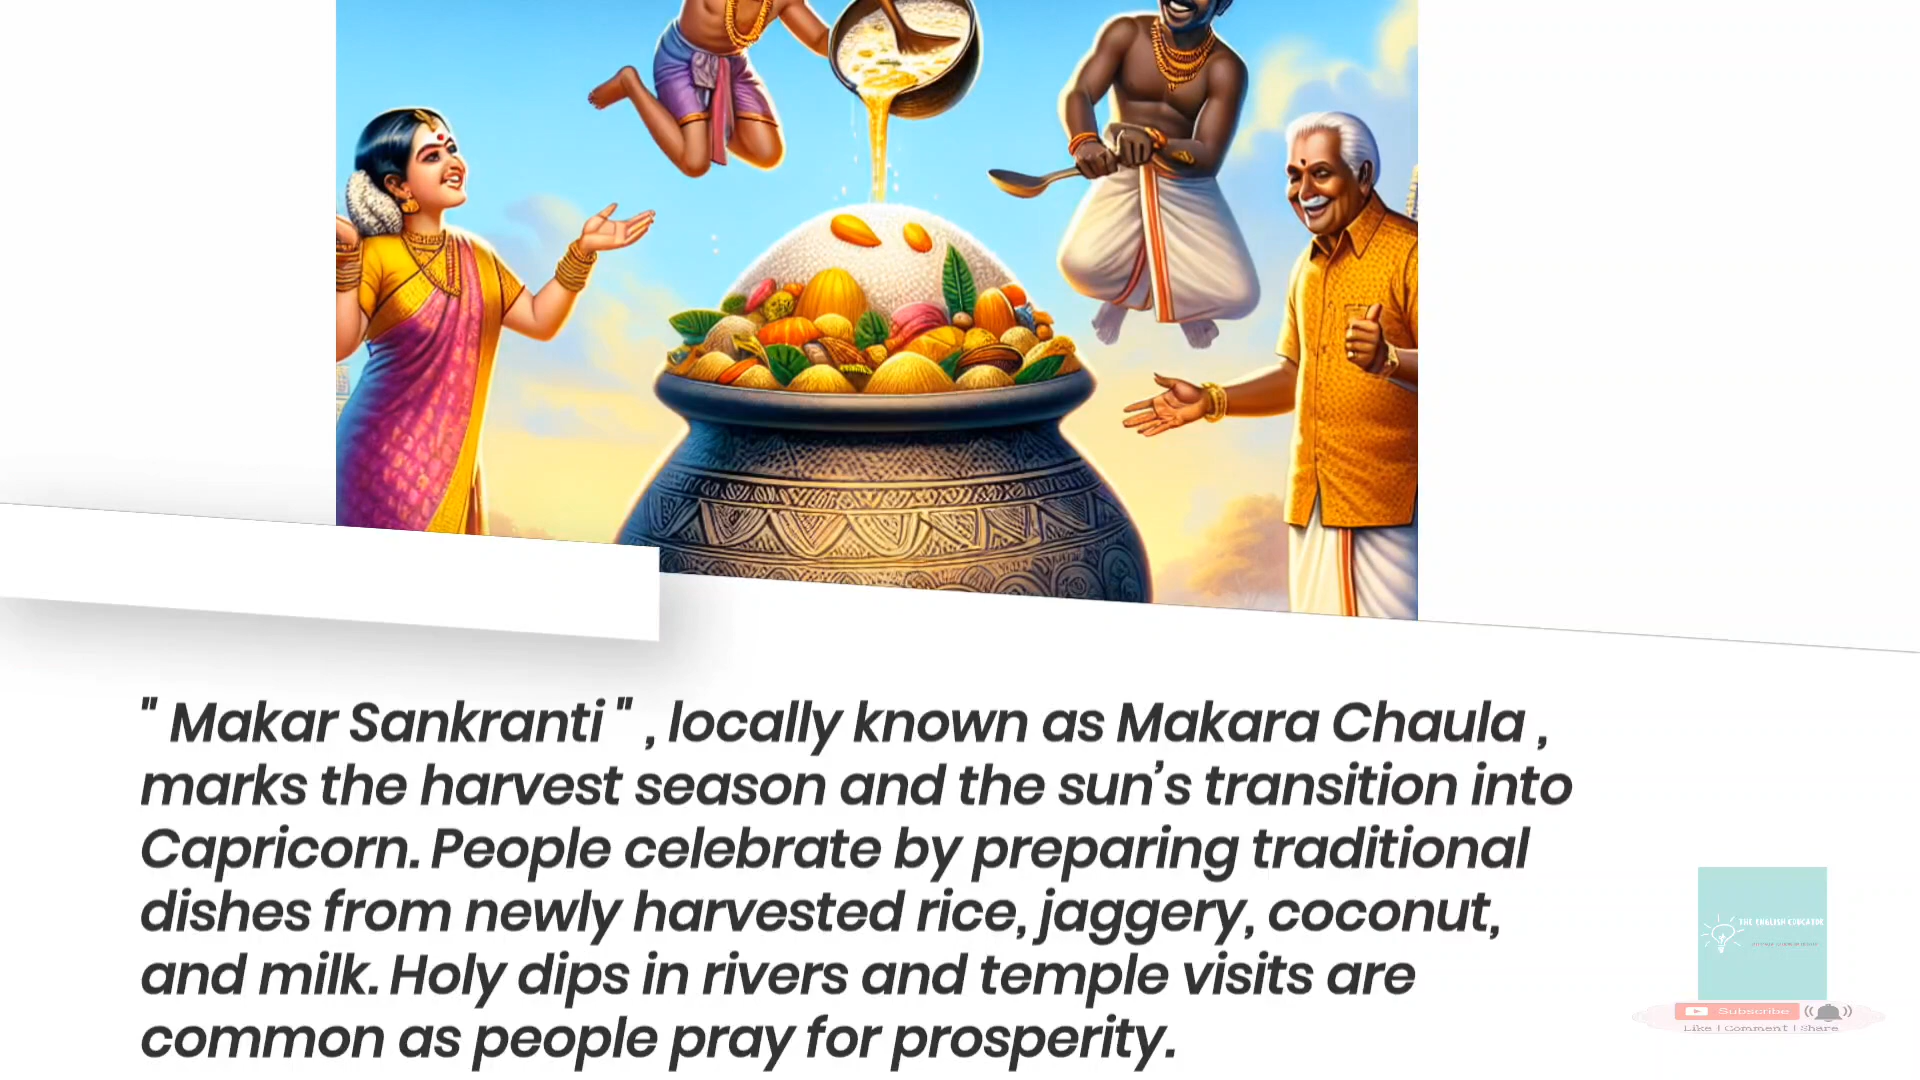 " Makar Sankranti " , locally known as Makara Chaula ,
marks the harvest season and the sun’s transition into
Capricorn. People celebrate by preparing traditional
dishes from newly harvested rice, jaggery, coconut,
and milk. Holy dips in rivers and temple visits are
common as people pray for prosperity.
THE ENGLISH EDUCATOR
Subscribe
Like | Comment | Share